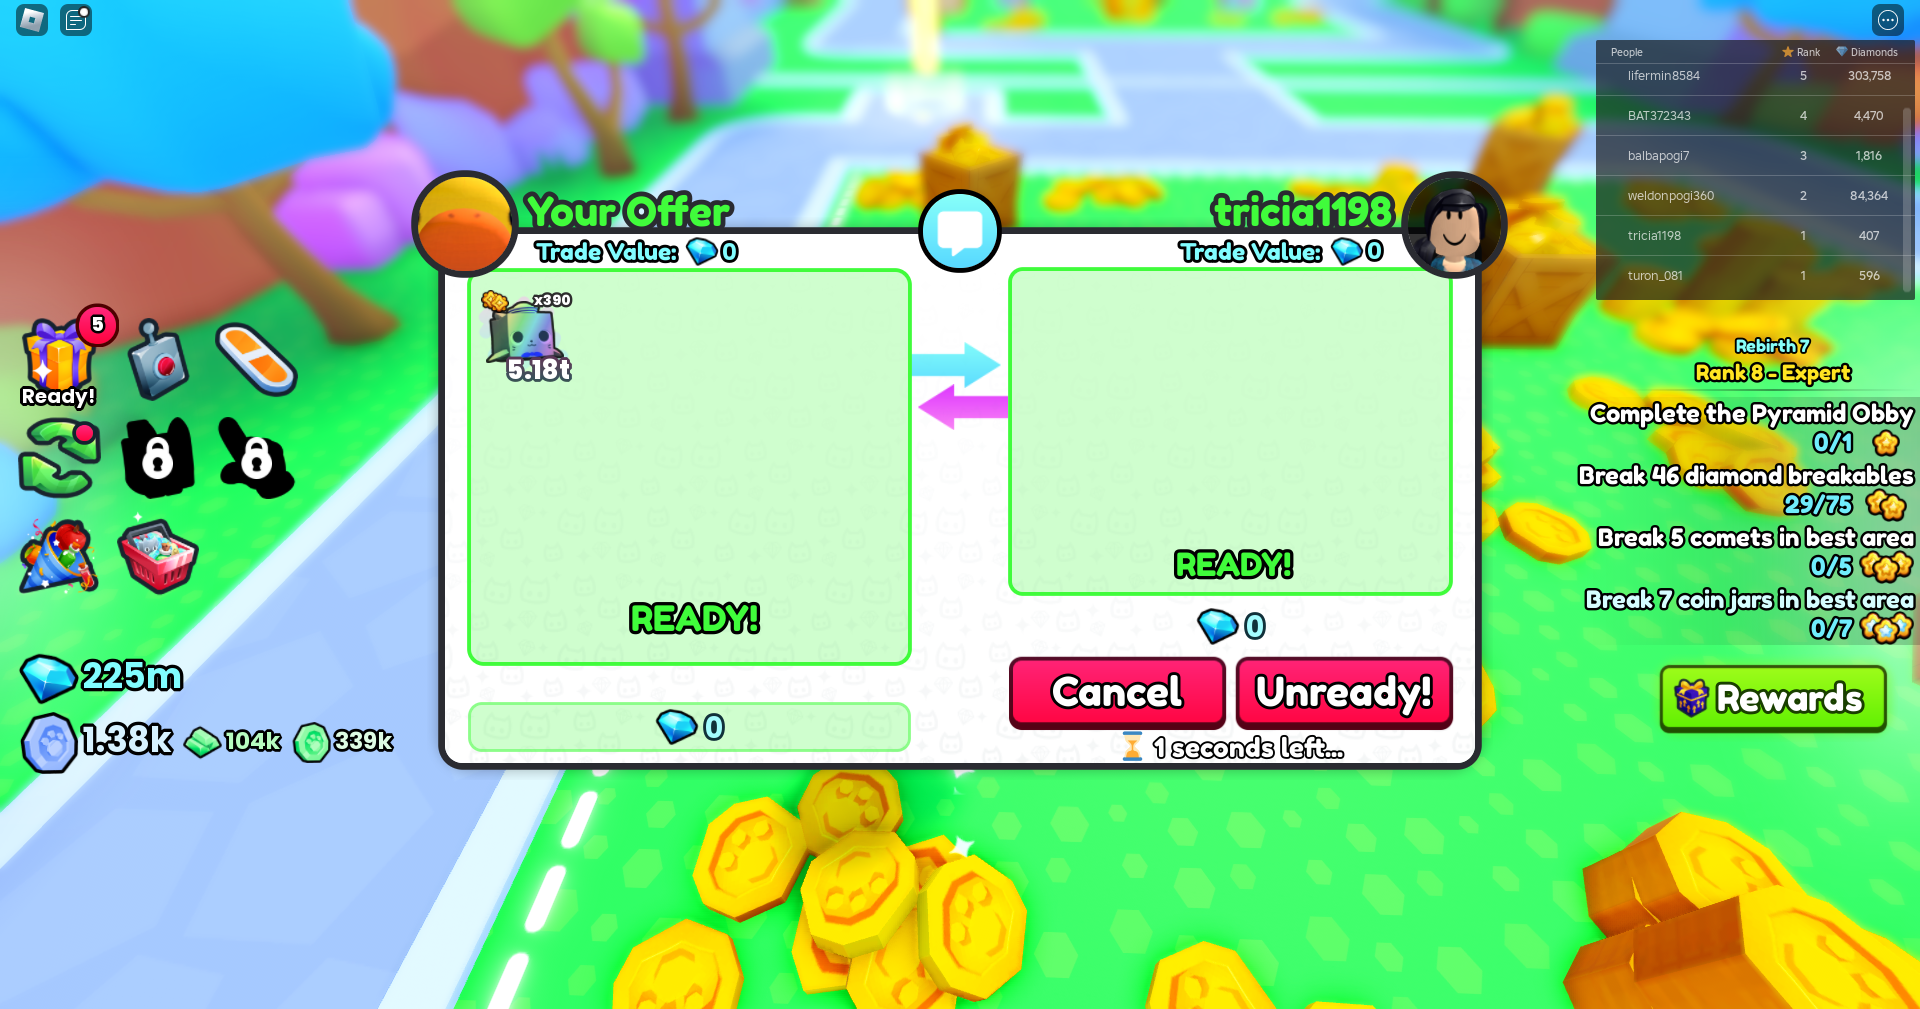 People Rank Diamonds
lifermin8584 5 303,758
BAT372343 4 4,470
balbapogi7 3 1,816
weldonpogi360 2 84,364
tricia1198 1 407
turon_081 1 596
Your Offer
tricia1198
Trade Value: 0
Trade Value: 0
x390
5.18t
5
Ready!
READY!
READY!
0
0
Cancel
Unready!
1 seconds left...
225m
1.38k 104k 339k
Rebirth 7
Rank 8 - Expert
Complete the Pyramid Obby
0/1
Break 46 diamond breakables
29/75
Break 5 comets in best area
0/5
Break 7 coin jars in best area
0/7
Rewards